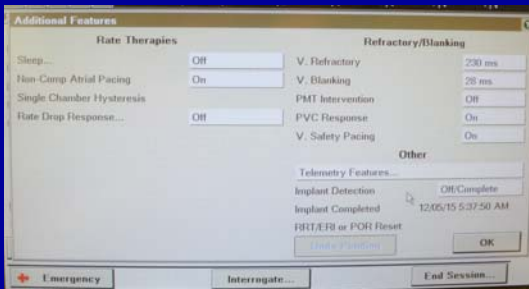 Additional Features
Rate Therapies
Sleep... Off
Non-Comp Atrial Pacing On
Single Chamber Hysteresis
Rate Drop Response... Off
Refractory/Blanking
V. Refractory 230 ms
V. Blanking 28 ms
PMT Intervention Off
PVC Response On
V. Safety Pacing On
Other
Telemetry Features...
Implant Detection Off/Complete
Implant Completed 12/05/15 5:37:50 AM
RRT/ERI or POR Reset
OK
Emergency
Interrogate...
End Session...